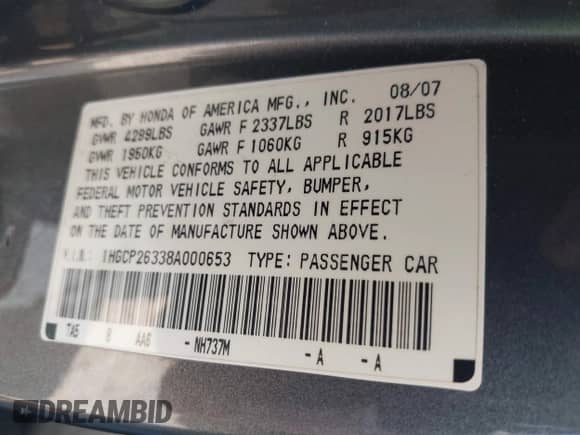 MFD. BY HONDA OF AMERICA MFG., INC. 08/07
GVWR 4299LBS GAWR F 2337LBS R 2017LBS
GVWR 1950KG GAWR F 1060KG R 915KG
THIS VEHICLE CONFORMS TO ALL APPLICABLE
FEDERAL MOTOR VEHICLE SAFETY, BUMPER,
AND THEFT PREVENTION STANDARDS IN EFFECT
ON THE DATE OF MANUFACTURE SHOWN ABOVE.
V.I.N.: 1HGCP26338A000653 TYPE: PASSENGER CAR
TA5 8 AA6 - NH737M - A - A
DREAMBID